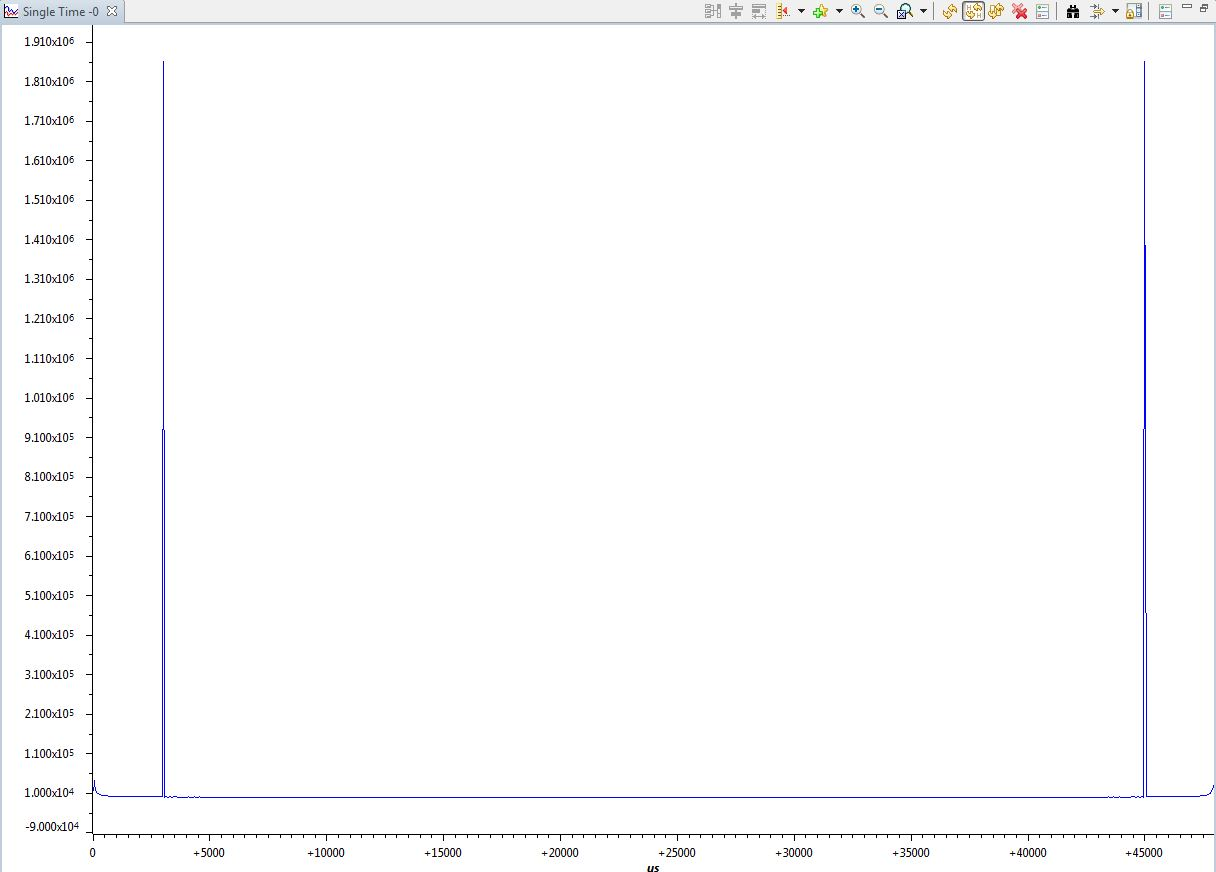 Single Time -0
1.910x10⁶
1.810x10⁶
1.710x10⁶
1.610x10⁶
1.510x10⁶
1.410x10⁶
1.310x10⁶
1.210x10⁶
1.110x10⁶
1.010x10⁶
9.100x10⁵
8.100x10⁵
7.100x10⁵
6.100x10⁵
5.100x10⁵
4.100x10⁵
3.100x10⁵
2.100x10⁵
1.100x10⁵
1.000x10⁴
-9.000x10⁴
0 +5000 +10000 +15000 +20000 +25000 +30000 +35000 +40000 +45000
us